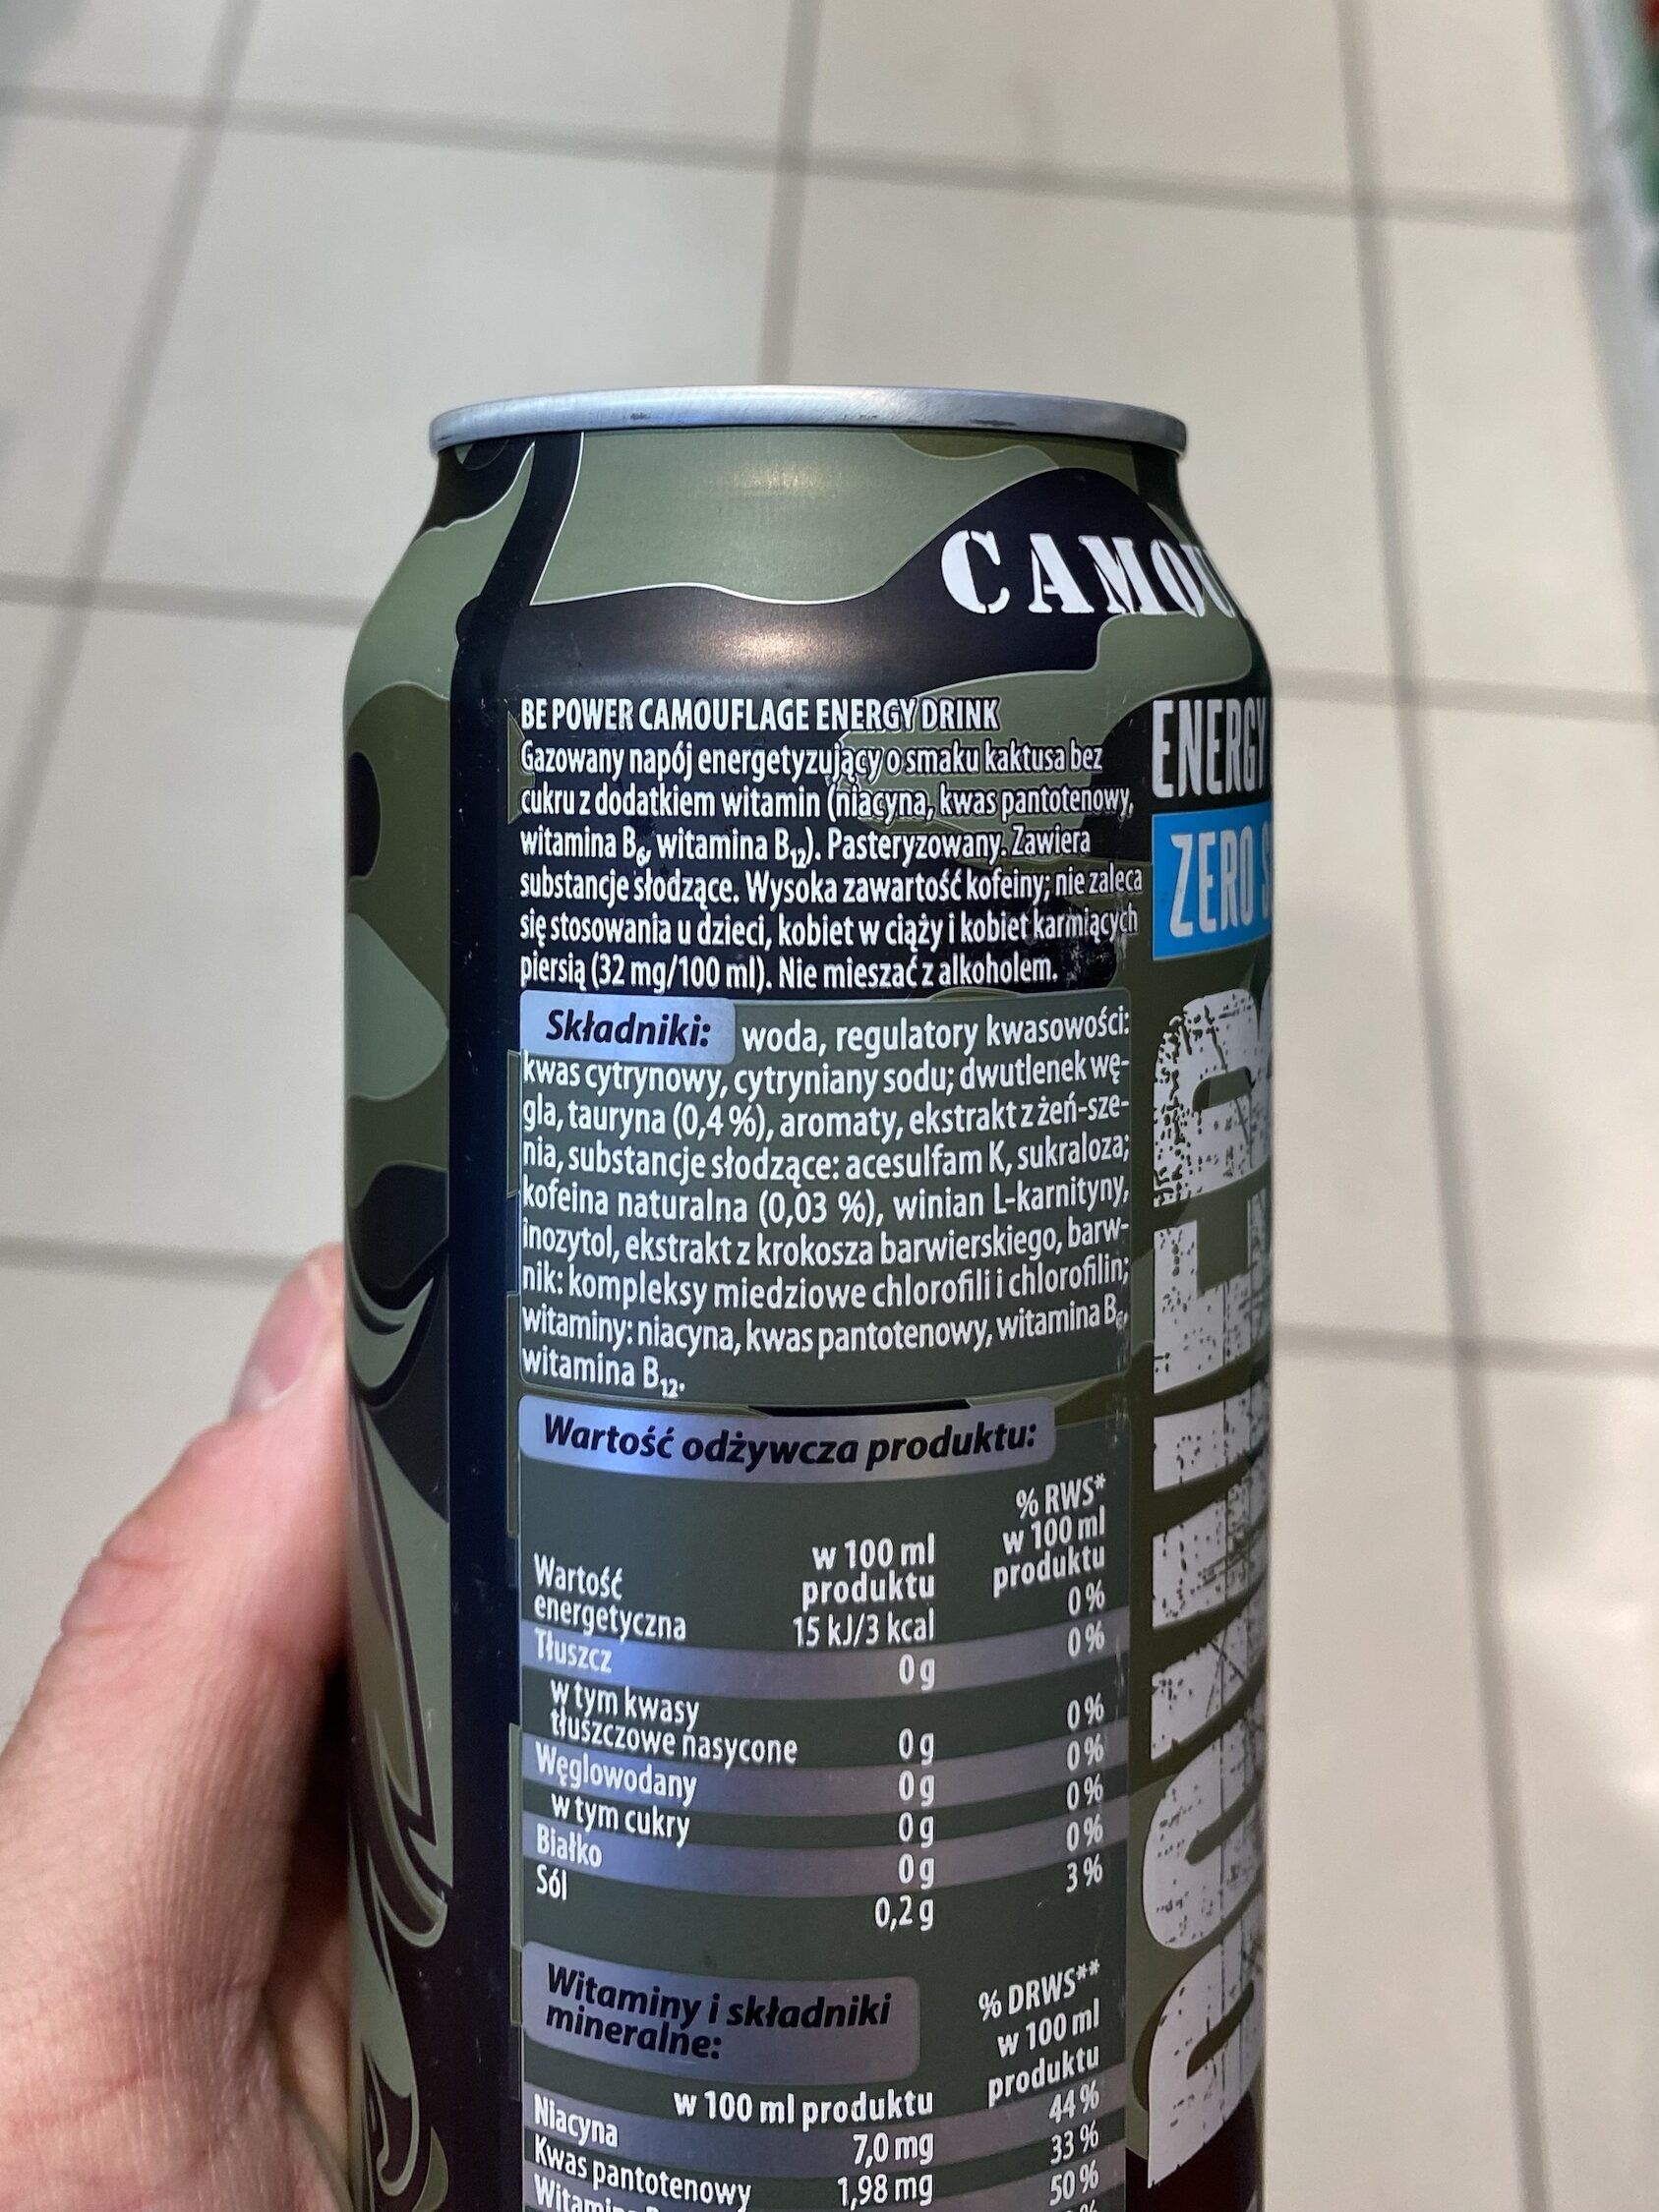 CAMOU
BE POWER CAMOUFLAGE ENERGY DRINK
Gazowany napój energetyzujący o smaku kaktusa bez
cukru z dodatkiem witamin (niacyna, kwas pantotenowy,
witamina B₆, witamina B₁₂). Pasteryzowany. Zawiera
substancje słodzące. Wysoka zawartość kofeiny; nie zaleca
się stosowania u dzieci, kobiet w ciąży i kobiet karmiących
piersią (32 mg/100 ml). Nie mieszać z alkoholem.
Składniki: woda, regulatory kwasowości:
kwas cytrynowy, cytryniany sodu; dwutlenek wę-
gla, tauryna (0,4 %), aromaty, ekstrakt z żeń-sze-
nia, substancje słodzące: acesulfam K, sukraloza;
kofeina naturalna (0,03 %), winian L-karnityny,
inozytol, ekstrakt z krokosza barwierskiego, barw-
nik: kompleksy miedziowe chlorofili i chlorofilin;
witaminy: niacyna, kwas pantotenowy, witamina B₆,
witamina B₁₂.
Wartość odżywcza produktu:
% RWS*
w 100 ml w 100 ml
produktu produktu
Wartość
energetyczna 15 kJ/3 kcal 0 %
Tłuszcz 0 g 0 %
w tym kwasy
tłuszczowe nasycone 0 g 0 %
Węglowodany 0 g 0 %
w tym cukry 0 g 0 %
Białko 0 g 0 %
Sól 0,2 g 3 %
Witaminy i składniki
mineralne:
% DRWS**
w 100 ml
produktu
w 100 ml produktu
Niacyna 7,0 mg 44 %
Kwas pantotenowy 1,98 mg 33 %
50 %
ENERGY
ZERO